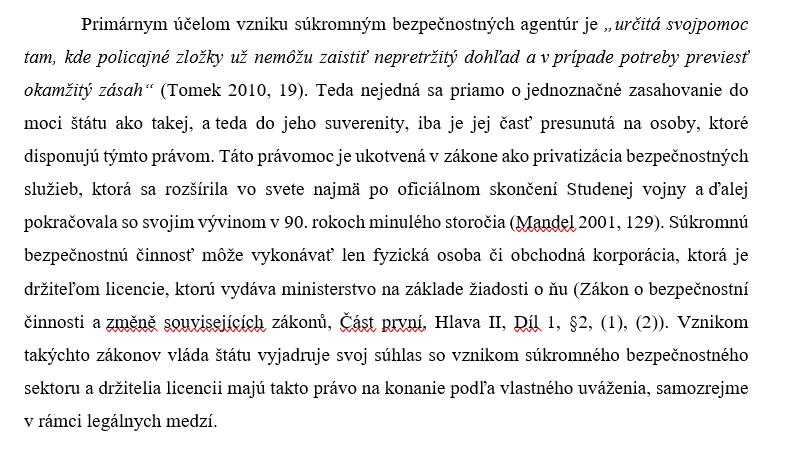 Primárnym účelom vzniku súkromným bezpečnostných agentúr je „určitá svojpomoc
tam, kde policajné zložky už nemôžu zaistiť nepretržitý dohľad a v prípade potreby previesť
okamžitý zásah“ (Tomek 2010, 19). Teda nejedná sa priamo o jednoznačné zasahovanie do
moci štátu ako takej, a teda do jeho suverenity, iba je jej časť presunutá na osoby, ktoré
disponujú týmto právom. Táto právomoc je ukotvená v zákone ako privatizácia bezpečnostných
služieb, ktorá sa rozšírila vo svete najmä po oficiálnom skončení Studenej vojny a ďalej
pokračovala so svojim vývinom v 90. rokoch minulého storočia (Mandel 2001, 129). Súkromnú
bezpečnostnú činnosť môže vykonávať len fyzická osoba či obchodná korporácia, ktorá je
držiteľom licencie, ktorú vydáva ministerstvo na základe žiadosti o ňu (Zákon o bezpečnostní
činnosti a změně souvisejících zákonů, Část první, Hlava II, Díl 1, §2, (1), (2)). Vznikom
takýchto zákonov vláda štátu vyjadruje svoj súhlas so vznikom súkromného bezpečnostného
sektoru a držitelia licencii majú takto právo na konanie podľa vlastného uváženia, samozrejme
v rámci legálnych medzí.